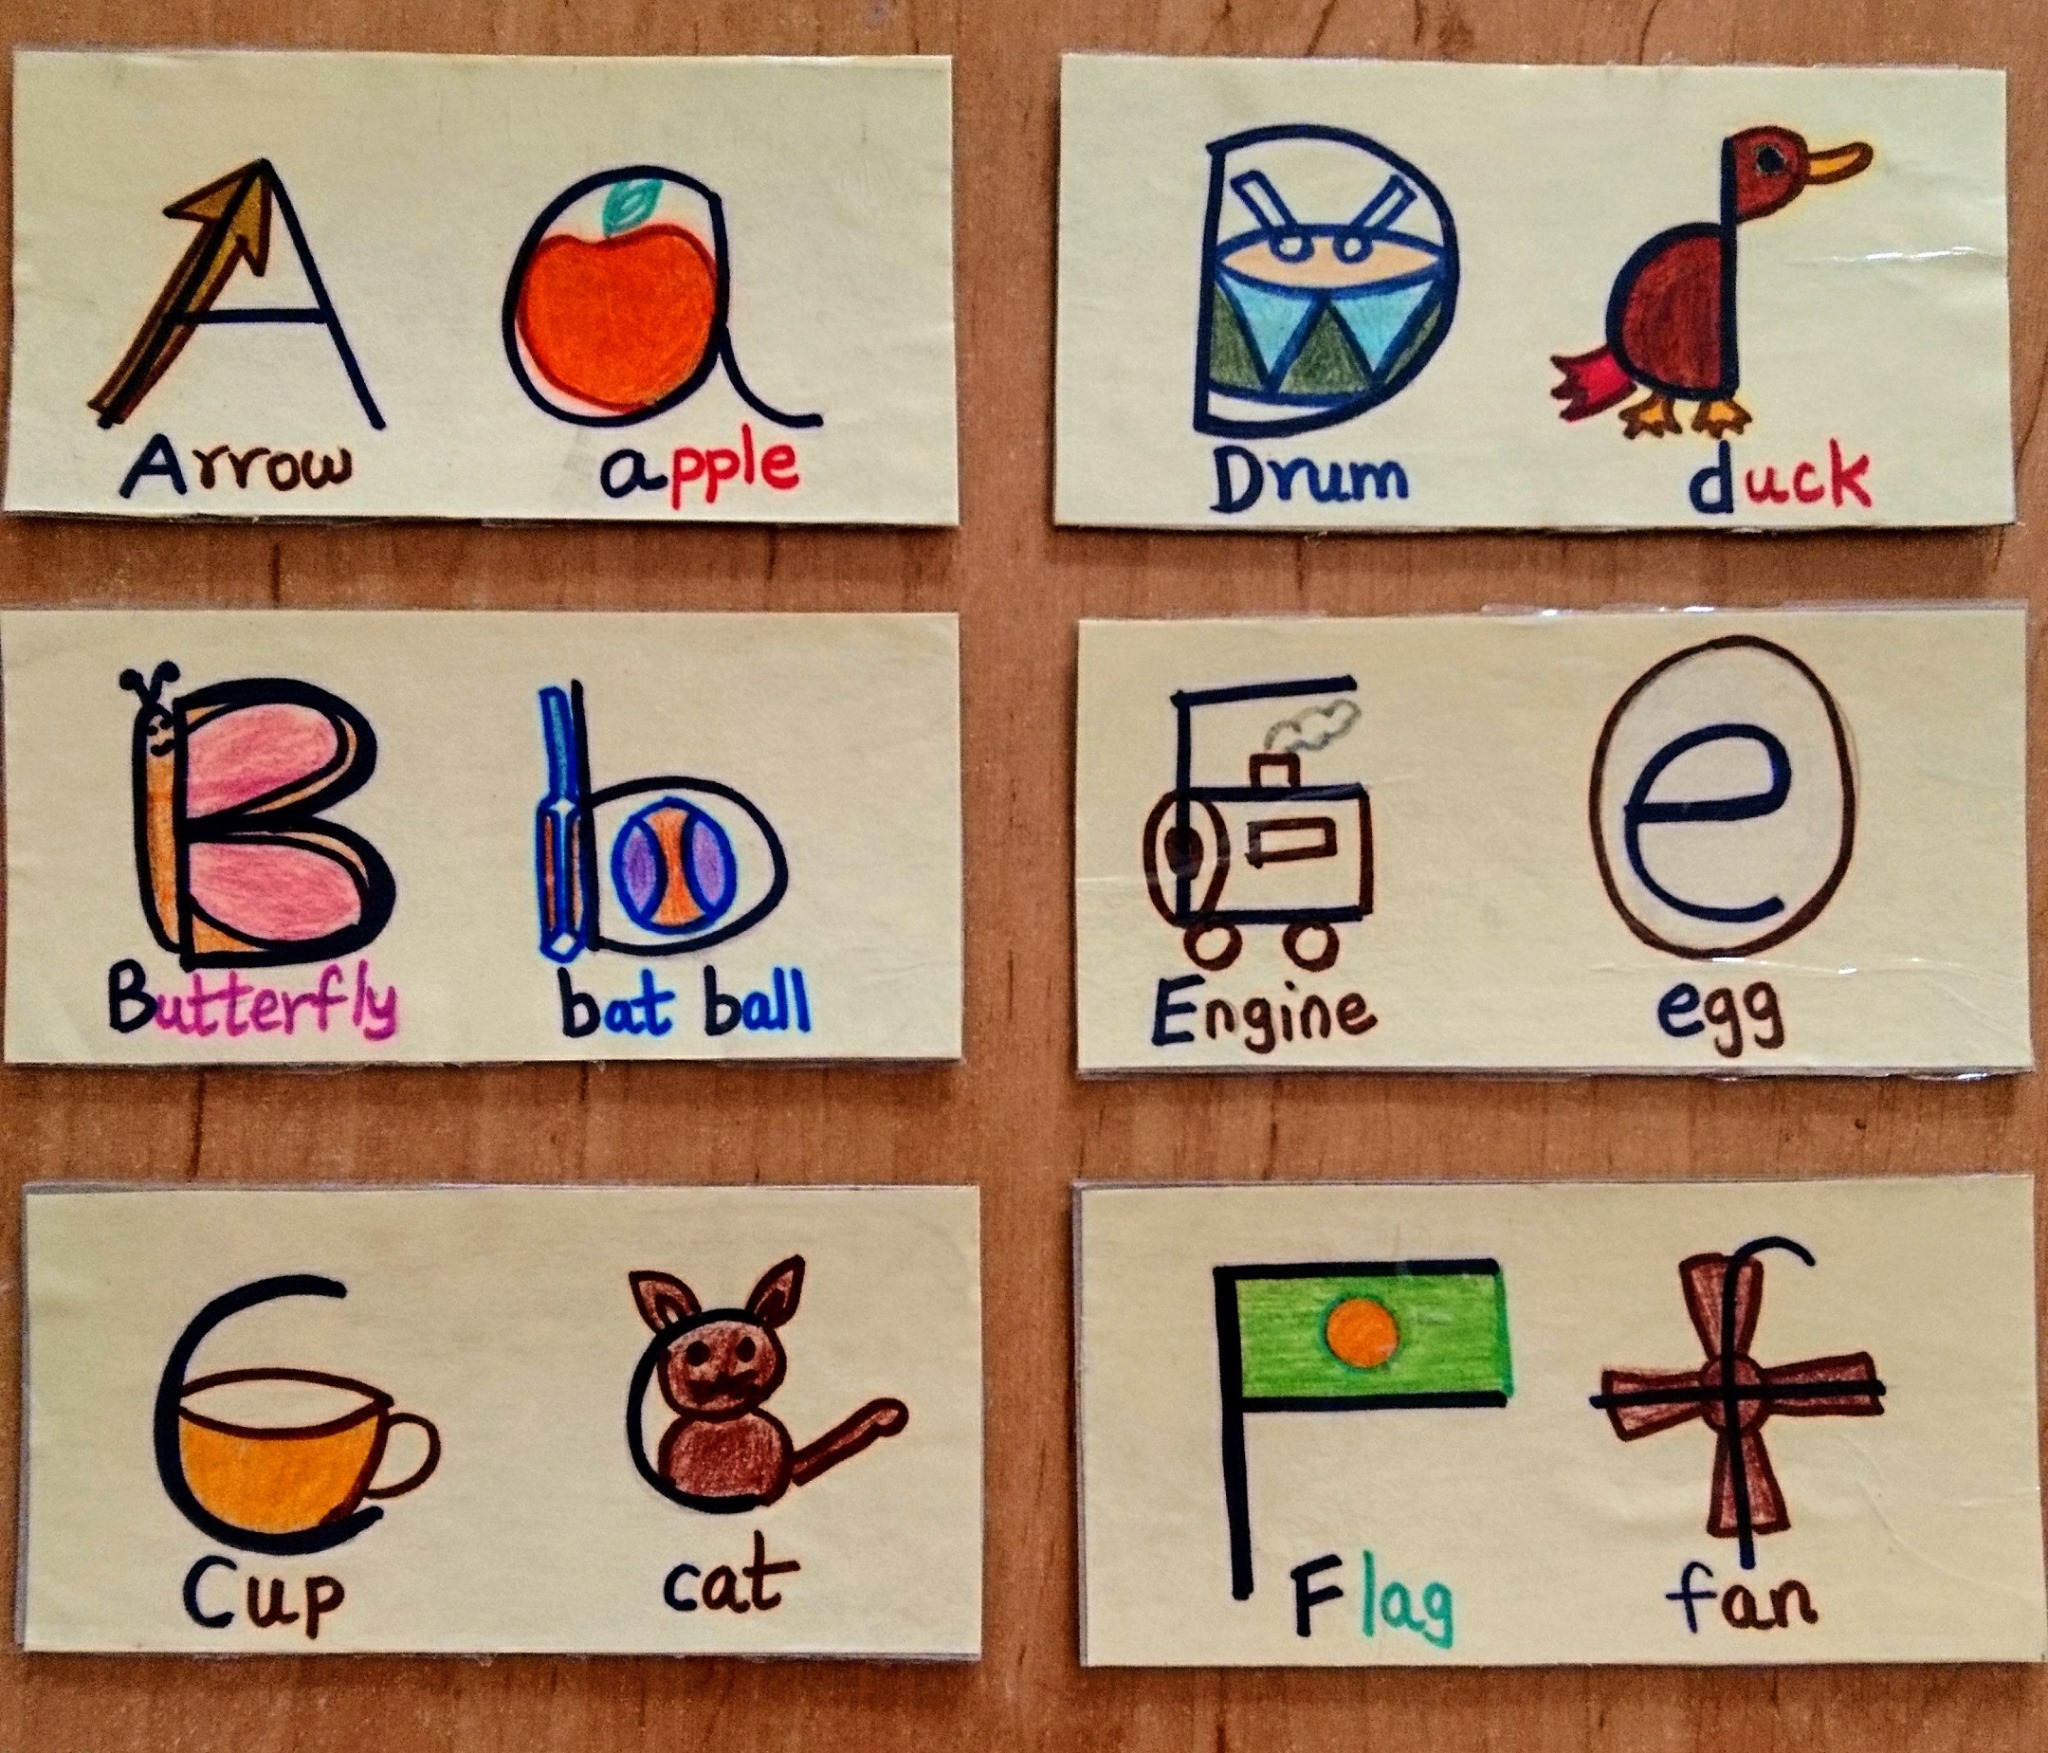 A a
Arrow apple
B b
Butterfly bat ball
C c
Cup cat
D d
Drum duck
E e
Engine egg
F f
Flag fan